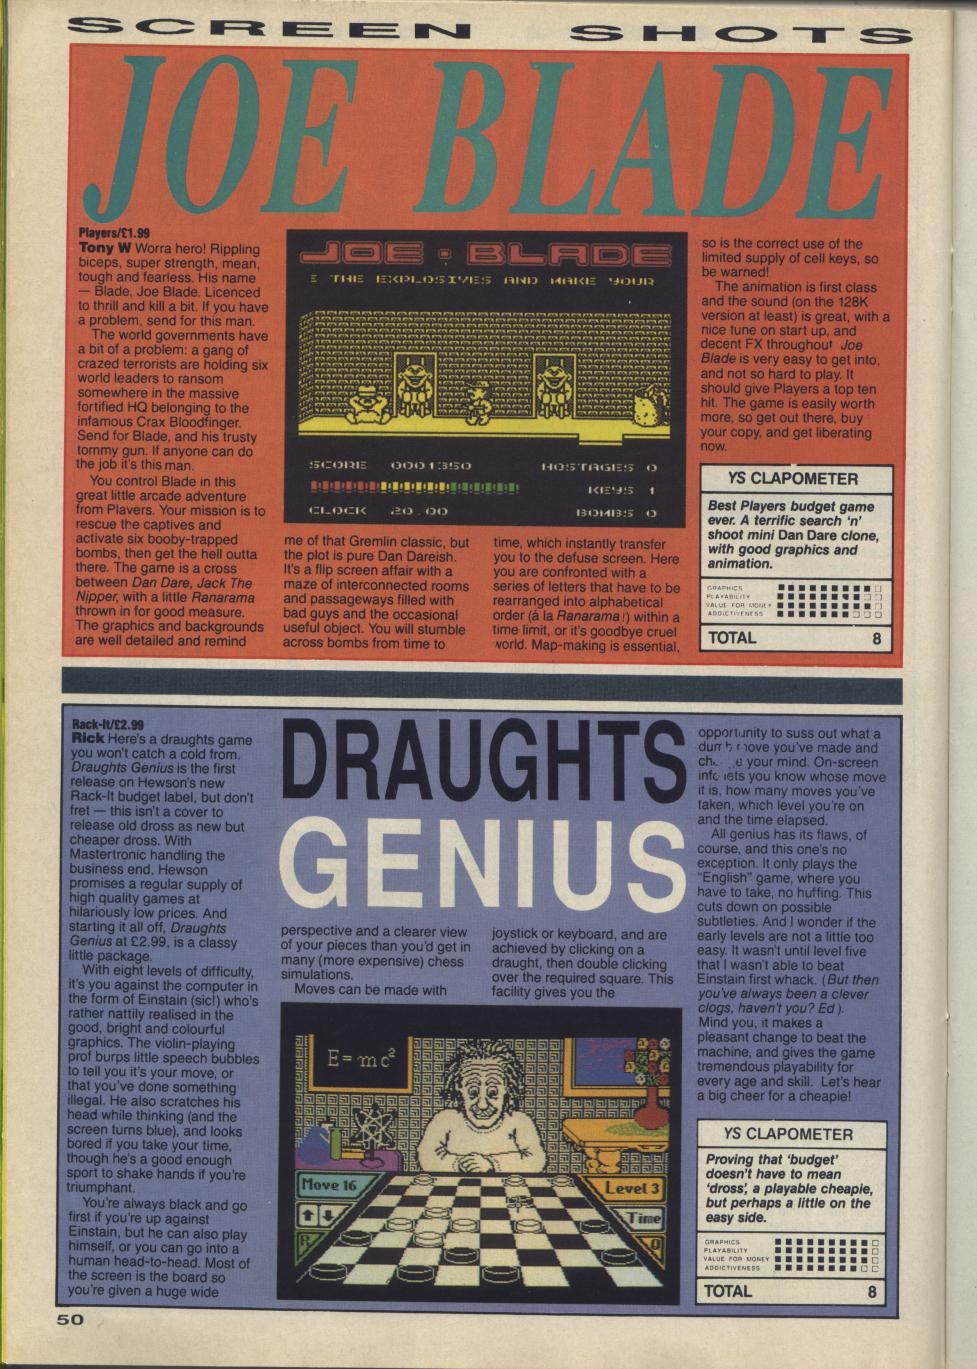 SCREEN SHOTS
JOE BLADE
Players/£1.99
Tony W Worra hero! Rippling
biceps, super strength, mean,
tough and fearless. His name
— Blade, Joe Blade. Licenced
to thrill and kill a bit. If you have
a problem, send for this man.
The world governments have
a bit of a problem: a gang of
crazed terrorists are holding six
world leaders to ransom
somewhere in the massive
fortified HQ belonging to the
infamous Crax Bloodfinger.
Send for Blade, and his trusty
tommy gun. If anyone can do
the job it's this man.
You control Blade in this
great little arcade adventure
from Players. Your mission is to
rescue the captives and
activate six booby-trapped
bombs, then get the hell outta
there. The game is a cross
between Dan Dare, Jack The
Nipper, with a little Ranarama
thrown in for good measure.
The graphics and backgrounds
are well detailed and remind
JOE · BLADE
E THE EXPLOSIVES AND MAKE YOUR
SCORE 0001350 HOSTAGES 0
KEYS 1
CLOCK 20.00 BOMBS 0
me of that Gremlin classic, but
the plot is pure Dan Dareish.
It's a flip screen affair with a
maze of interconnected rooms
and passageways filled with
bad guys and the occasional
useful object. You will stumble
across bombs from time to
time, which instantly transfer
you to the defuse screen. Here
you are confronted with a
series of letters that have to be
rearranged into alphabetical
order (á la Ranarama!) within a
time limit, or it's goodbye cruel
world. Map-making is essential,
so is the correct use of the
limited supply of cell keys, so
be warned!
The animation is first class
and the sound (on the 128K
version at least) is great, with a
nice tune on start up, and
decent FX throughout Joe
Blade is very easy to get into,
and not so hard to play. It
should give Players a top ten
hit. The game is easily worth
more, so get out there, buy
your copy, and get liberating
now.
YS CLAPOMETER
Best Players budget game
ever. A terrific search 'n'
shoot mini Dan Dare clone,
with good graphics and
animation.
GRAPHICS
PLAYABILITY
VALUE FOR MONEY
ADDICTIVENESS
TOTAL 8
Rack-It/£2.99
Rick Here's a draughts game
you won't catch a cold from.
Draughts Genius is the first
release on Hewson's new
Rack-It budget label, but don't
fret — this isn't a cover to
release old dross as new but
cheaper dross. With
Mastertronic handling the
business end, Hewson
promises a regular supply of
high quality games at
hilariously low prices. And
starting it all off, Draughts
Genius at £2.99, is a classy
little package.
With eight levels of difficulty,
it's you against the computer in
the form of Einstain (sic!) who's
rather nattily realised in the
good, bright and colourful
graphics. The violin-playing
prof burps little speech bubbles
to tell you it's your move, or
that you've done something
illegal. He also scratches his
head while thinking (and the
screen turns blue), and looks
bored if you take your time,
though he's a good enough
sport to shake hands if you're
triumphant.
You're always black and go
first if you're up against
Einstain, but he can also play
himself, or you can go into a
human head-to-head. Most of
the screen is the board so
you're given a huge wide
DRAUGHTS
GENIUS
perspective and a clearer view
of your pieces than you'd get in
many (more expensive) chess
simulations.
Moves can be made with
joystick or keyboard, and are
achieved by clicking on a
draught, then double clicking
over the required square. This
facility gives you the
E=mc²
Move 16
Level 3
Time
R
0
opportunity to suss out what a
move you've made and
your mind. On-screen
info lets you know whose move
it is, how many moves you've
taken, which level you're on
and the time elapsed.
All genius has its flaws, of
course, and this one's no
exception. It only plays the
"English" game, where you
have to take, no huffing. This
cuts down on possible
subtleties. And I wonder if the
early levels are not a little too
easy. It wasn't until level five
that I wasn't able to beat
Einstain first whack. (But then
you've always been a clever
clogs, haven't you? Ed).
Mind you, it makes a
pleasant change to beat the
machine, and gives the game
tremendous playability for
every age and skill. Let's hear
a big cheer for a cheapie!
YS CLAPOMETER
Proving that 'budget'
doesn't have to mean
'dross', a playable cheapie,
but perhaps a little on the
easy side.
GRAPHICS
PLAYABILITY
VALUE FOR MONEY
ADDICTIVENESS
TOTAL 8
50